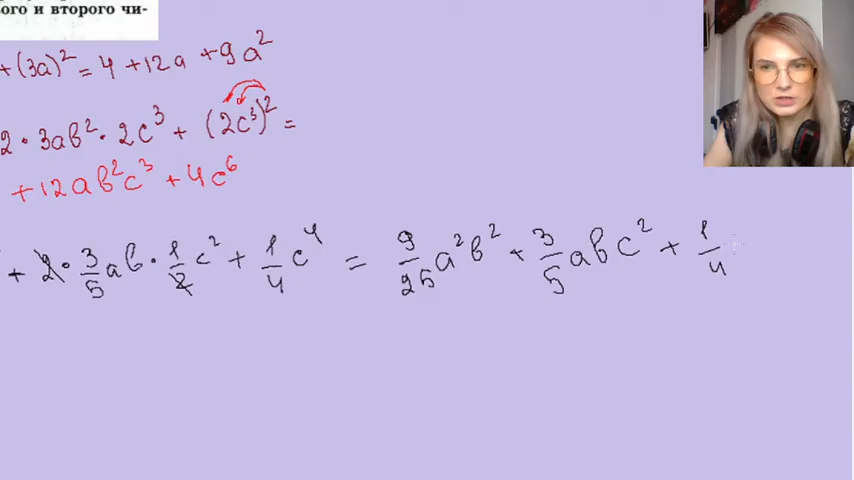 ого и второго чи-
+(3a)² = 4 + 12a + 9a²
2 · 3ab² · 2c³ + (2c³)² =
+ 12ab²c³ + 4c⁶
+ 2 · 3/5 ab · 1/2 c² + 1/4 c⁴ = 9/25 a²b² + 3/5 abc² + 1/4